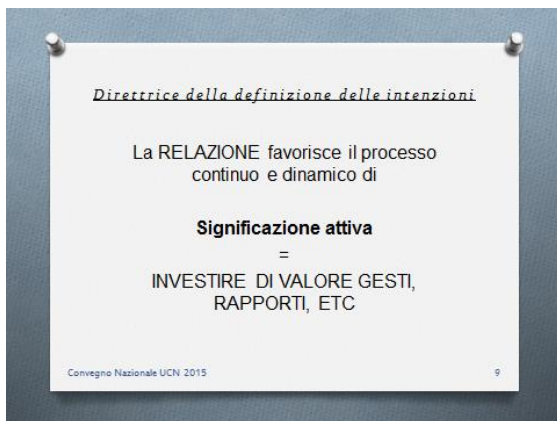 Direttrice della definizione delle intenzioni
La RELAZIONE favorisce il processo
continuo e dinamico di
Significazione attiva
=
INVESTIRE DI VALORE GESTI,
RAPPORTI, ETC
Convegno Nazionale UCN 2015
9